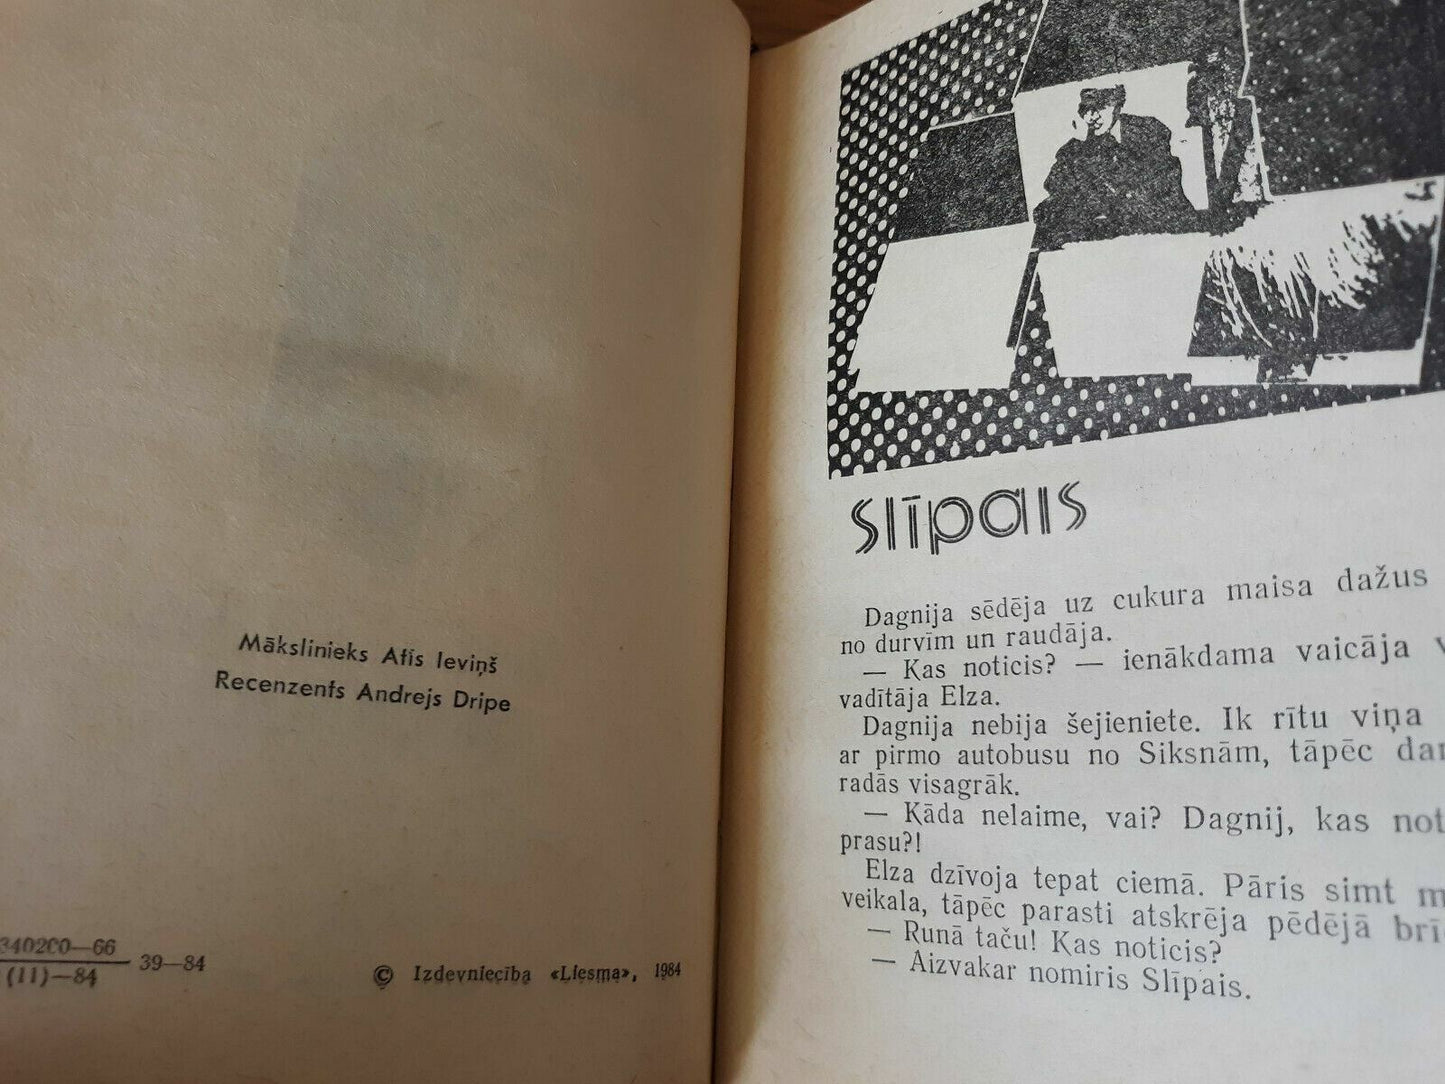 Mākslinieks Atis Ieviņš
Recenzents Andrejs Dripe
340200—66
(11)—84
39—84
© Izdevniecība «Liesma», 1984
slīpais
Dagnija sēdēja uz cukura maisa dažus
no durvīm un raudāja.
— Kas noticis? — ienākdama vaicāja
vadītāja Elza.
Dagnija nebija šejieniete. Ik rītu viņa
ar pirmo autobusu no Siksnām, tāpēc
radās visagrāk.
— Kāda nelaime, vai? Dagnij, kas
prasu?!
Elza dzīvoja tepat ciemā. Pāris simt
veikala, tāpēc parasti atskrēja pēdējā
— Runā taču! Kas noticis?
— Aizvakar nomiris Slīpais.